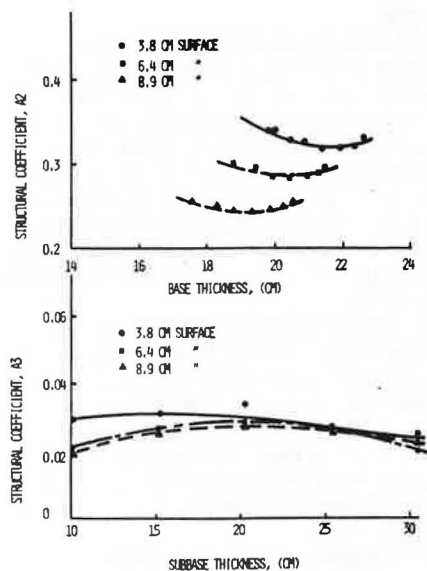 STRUCTURAL COEFFICIENT, A2
0.4
0.3
0.2
3.8 CM SURFACE
6.4 CM "
8.9 CM "
14 16 18 20 22 24
BASE THICKNESS, (CM)
STRUCTURAL COEFFICIENT, A3
0.06
0.04
0.02
0
3.8 CM SURFACE
6.4 CM "
8.9 CM "
10 15 20 25 30
SUBBASE THICKNESS, (CM)